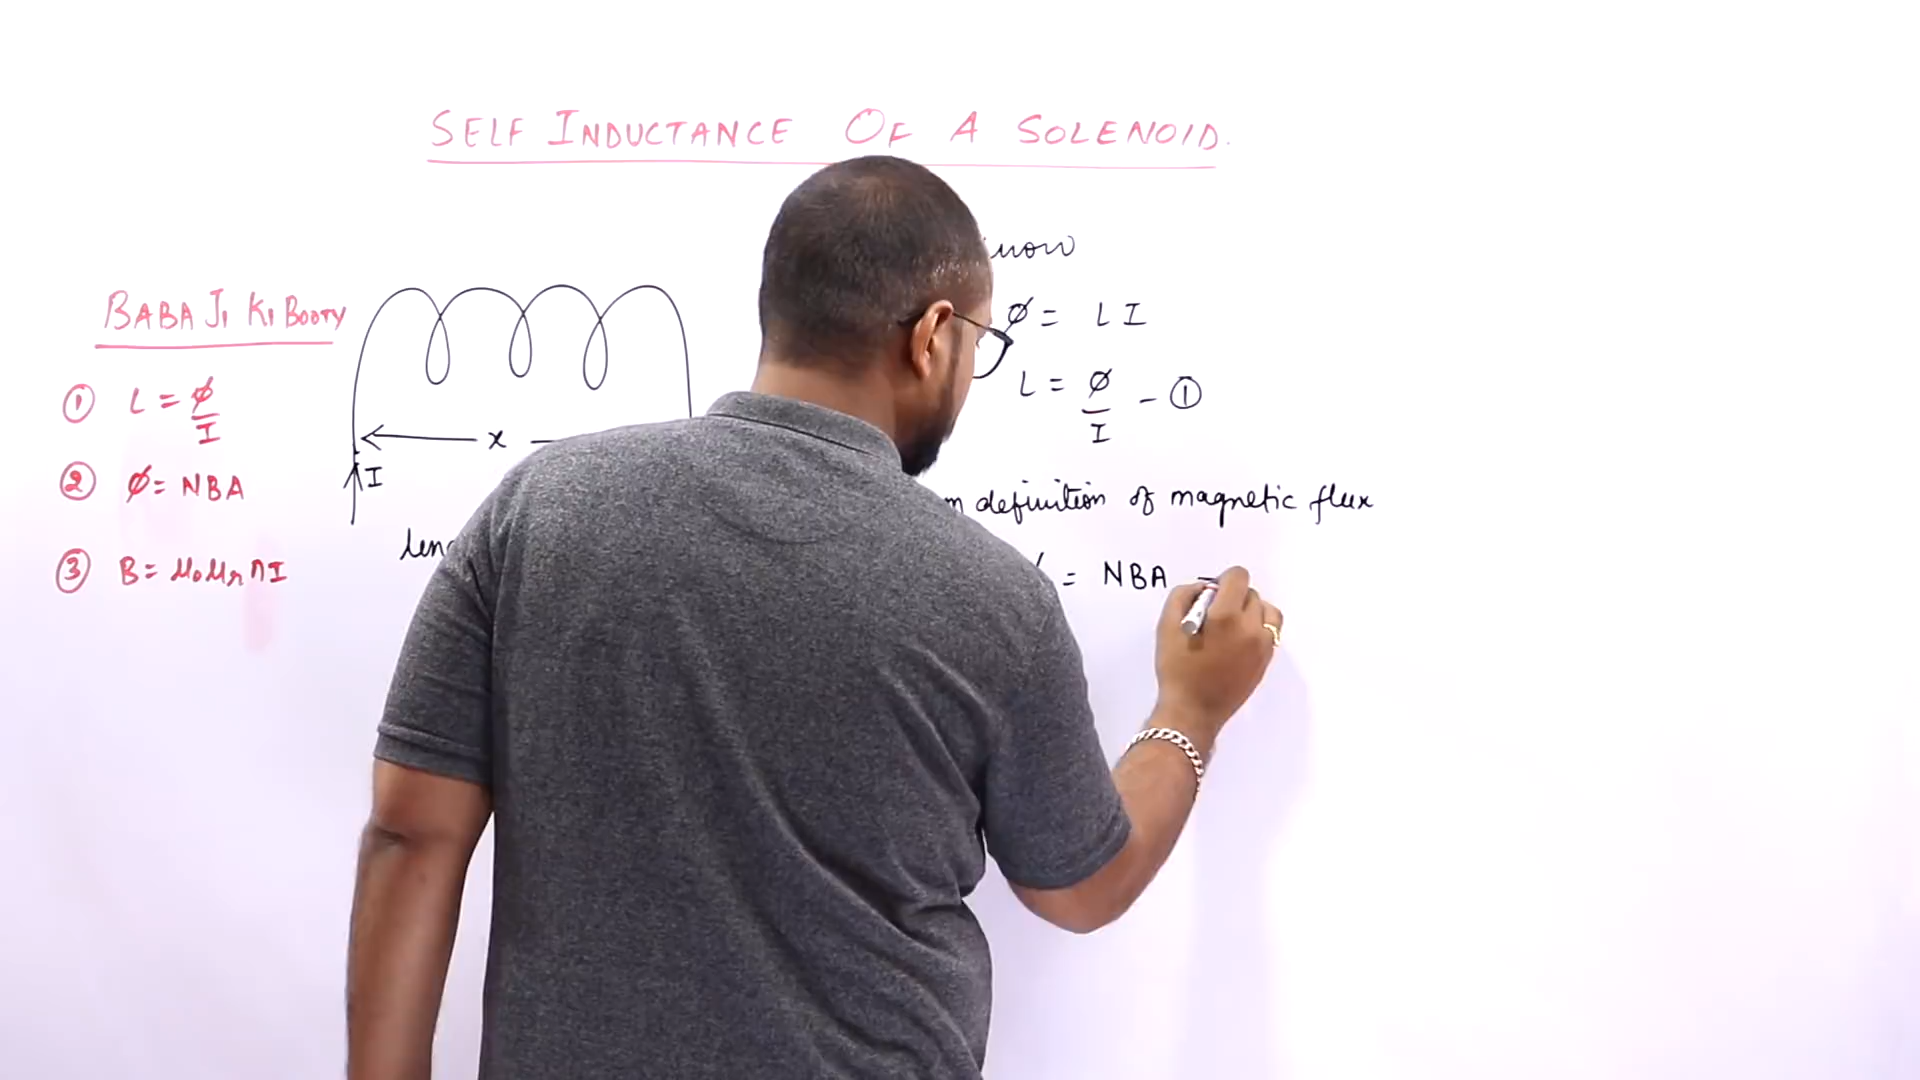 SELF INDUCTANCE OF A SOLENOID.
BABA JI KI BOOTY
① L = ϕ/I
② ϕ = NBA
③ B = μ₀μᵣnI
x
I
ϕ = LI
L = ϕ/I - ①
definition of magnetic flux
= NBA -